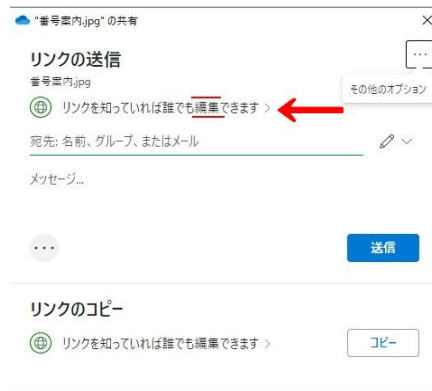 "番号案内.jpg" の共有
リンクの送信
番号案内.jpg
その他のオプション
リンクを知っていれば誰でも編集できます
宛先: 名前、グループ、またはメール
メッセージ...
送信
リンクのコピー
リンクを知っていれば誰でも編集できます
コピー